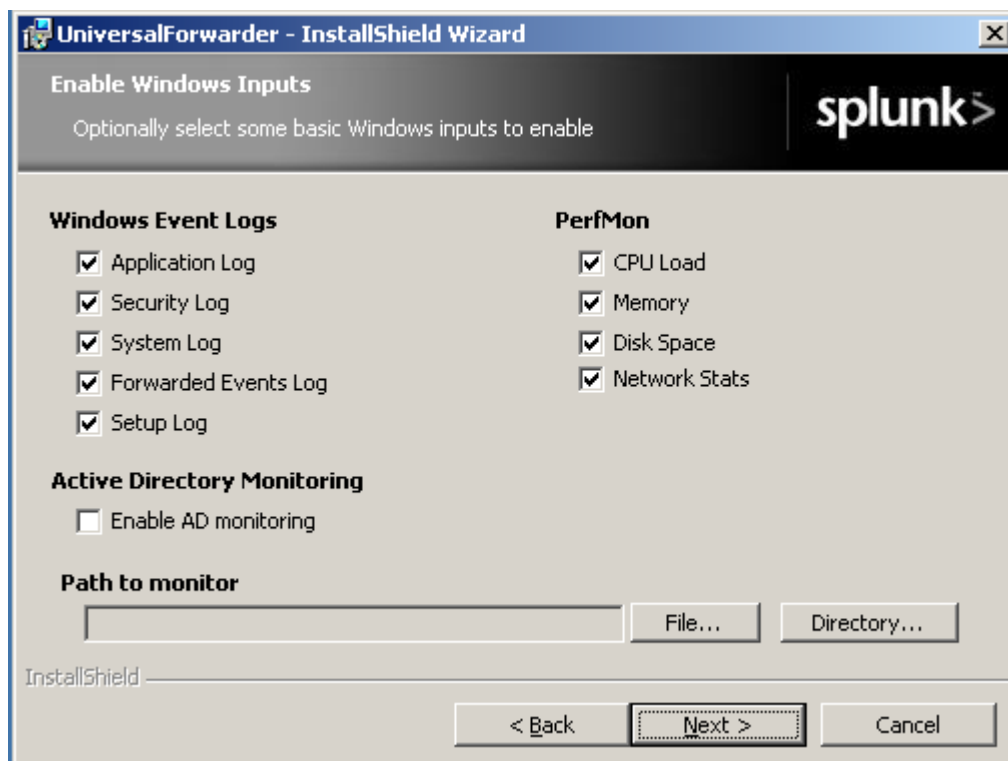 UniversalForwarder - InstallShield Wizard
Enable Windows Inputs
Optionally select some basic Windows inputs to enable
splunk>
Windows Event Logs
Application Log
Security Log
System Log
Forwarded Events Log
Setup Log
PerfMon
CPU Load
Memory
Disk Space
Network Stats
Active Directory Monitoring
Enable AD monitoring
Path to monitor
File...
Directory...
InstallShield
< Back
Next >
Cancel